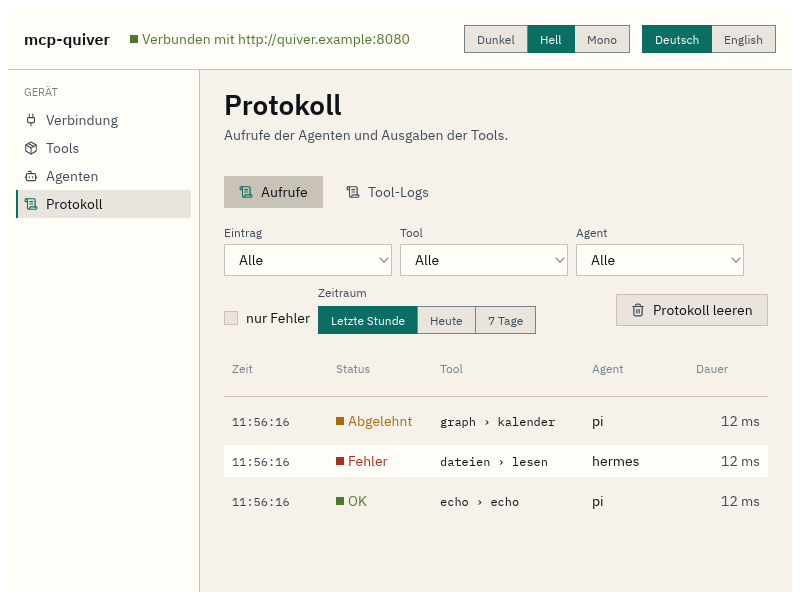 mcp-quiver
Verbunden mit http://quiver.example:8080
Dunkel Hell Mono
Deutsch English
GERÄT
Verbindung
Tools
Agenten
Protokoll
Protokoll
Aufrufe der Agenten und Ausgaben der Tools.
Aufrufe Tool-Logs
Eintrag Tool Agent
Alle Alle Alle
Zeitraum
nur Fehler Letzte Stunde Heute 7 Tage Protokoll leeren
Zeit Status Tool Agent Dauer
11:56:16 Abgelehnt graph › kalender pi 12 ms
11:56:16 Fehler dateien › lesen hermes 12 ms
11:56:16 OK echo › echo pi 12 ms